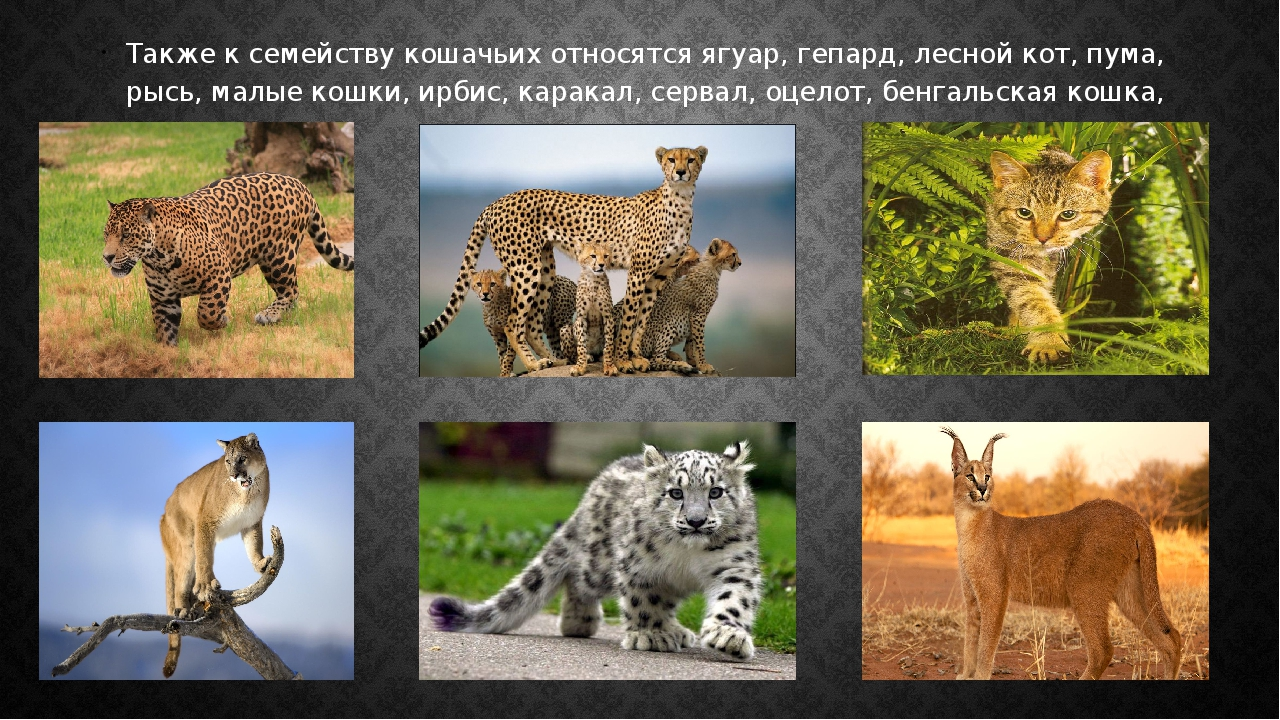 Также к семейству кошачьих относятся ягуар, гепард, лесной кот, пума,
рысь, малые кошки, ирбис, каракал, сервал, оцелот, бенгальская кошка,